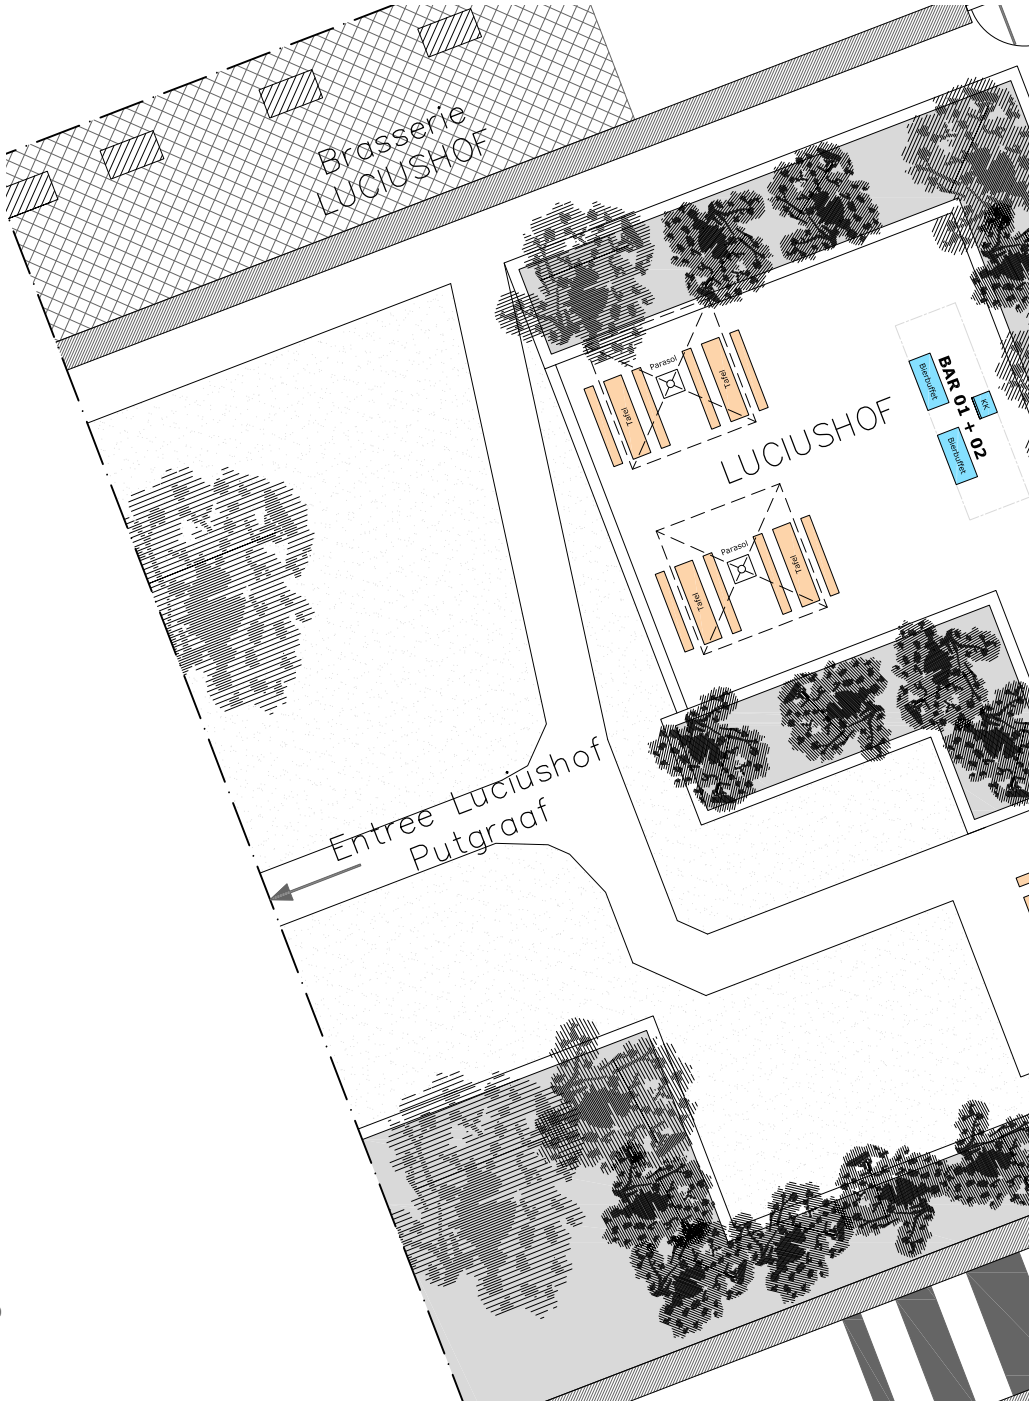 Brasserie
LUCIUSHOF
Parasol
Tafel
Tafel
LUCIUSHOF
Bierbuffet
BAR 01 + 02
KK
Bierbuffet
Parasol
Tafel
Tafel
Entree Luciushof
Putgraaf